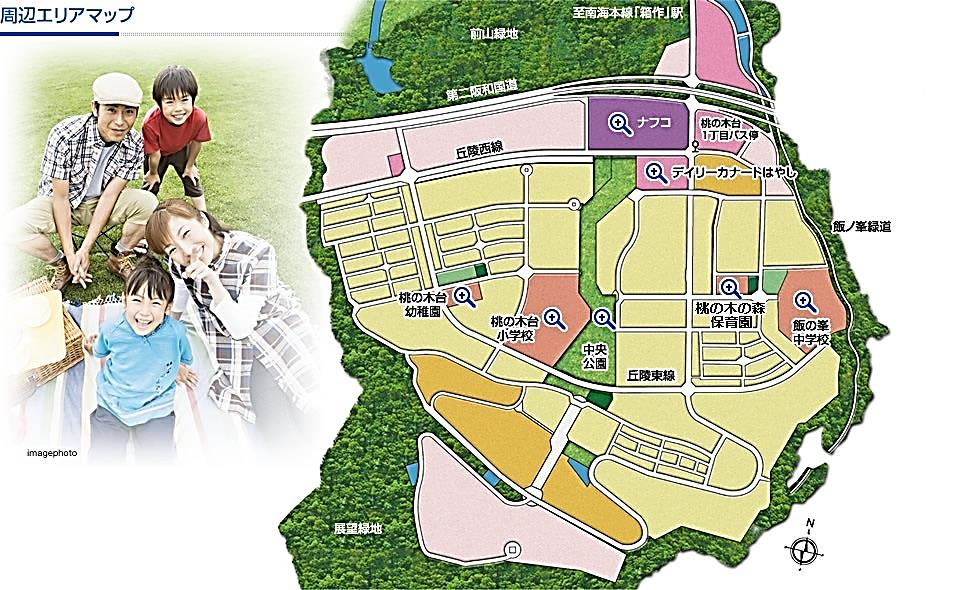 周辺エリアマップ
至南海本線「箱作」駅
前山緑地
第二阪和国道
ナフコ
桃の木台
1丁目バス停
丘陵西線
デイリーカナートはやし
飯ノ峯緑道
桃の木台
幼稚園
桃の木台
小学校
桃の木の森
保育園
飯の峯
中学校
中央
公園
丘陵東線
imagephoto
展望緑地
N